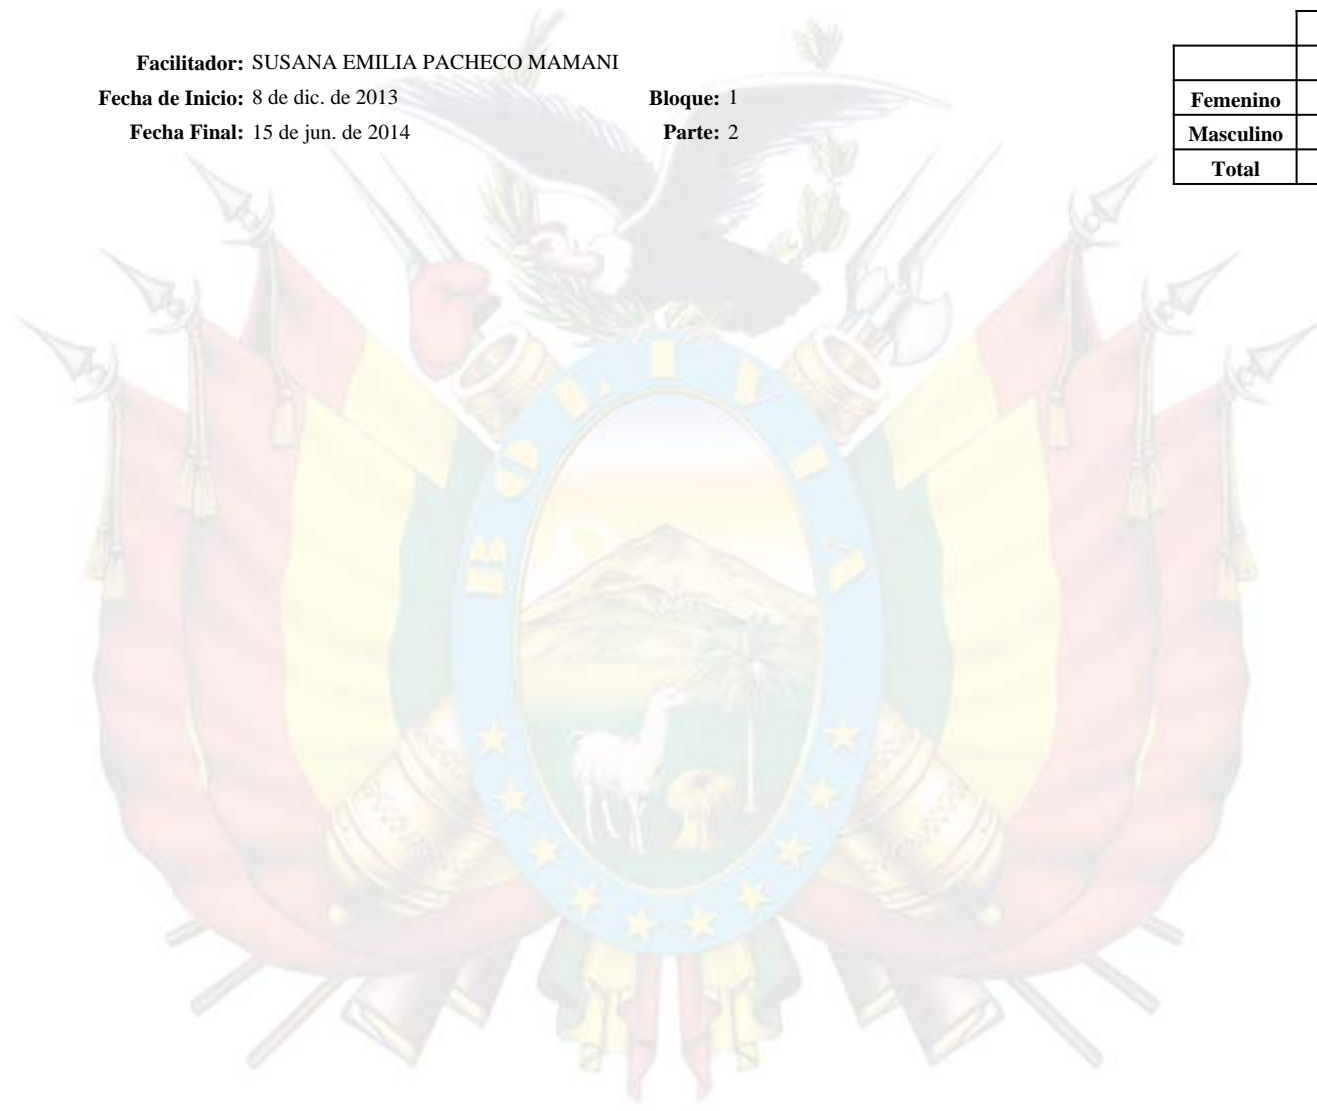 Facilitador: SUSANA EMILIA PACHECO MAMANI
Fecha de Inicio: 8 de dic. de 2013 Bloque: 1
Fecha Final: 15 de jun. de 2014 Parte: 2
Femenino
Masculino
Total
BOLIVIA